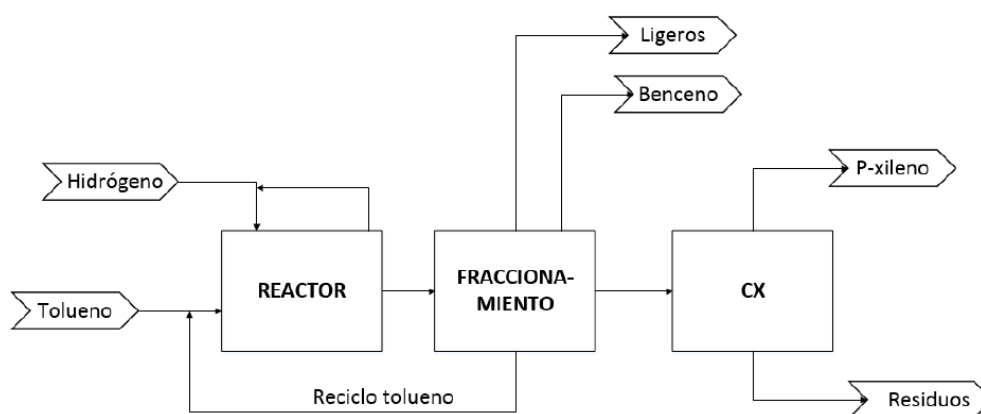 Ligeros
Benceno
Hidrógeno
P-xileno
REACTOR
FRACCIONA-
MIENTO
CX
Tolueno
Reciclo tolueno
Residuos